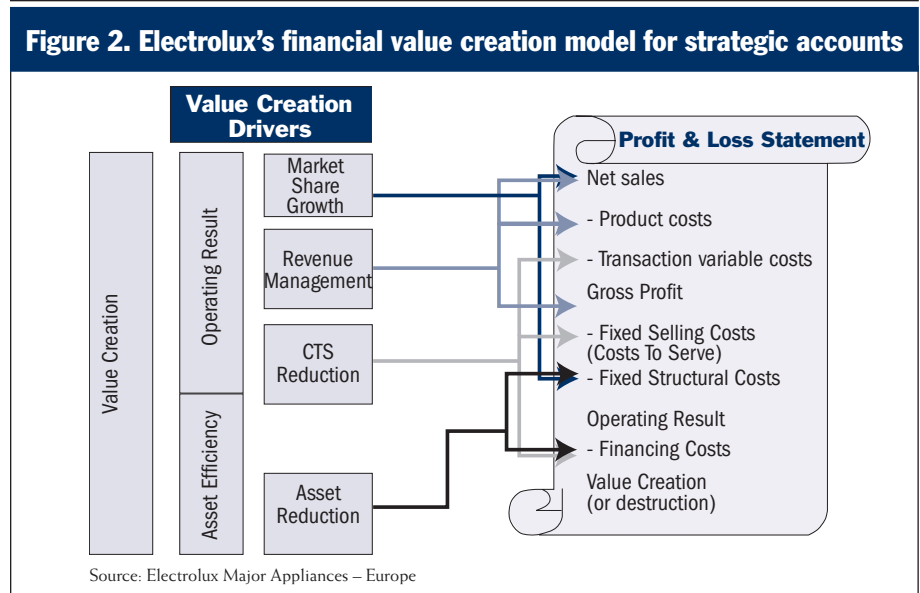 Figure 2. Electrolux's financial value creation model for strategic accounts
Value Creation
Drivers
Value Creation
Operating Result
Asset Efficiency
Market
Share
Growth
Revenue
Management
CTS
Reduction
Asset
Reduction
Profit & Loss Statement
Net sales
- Product costs
- Transaction variable costs
Gross Profit
- Fixed Selling Costs
(Costs To Serve)
- Fixed Structural Costs
Operating Result
- Financing Costs
Value Creation
(or destruction)
Source: Electrolux Major Appliances – Europe